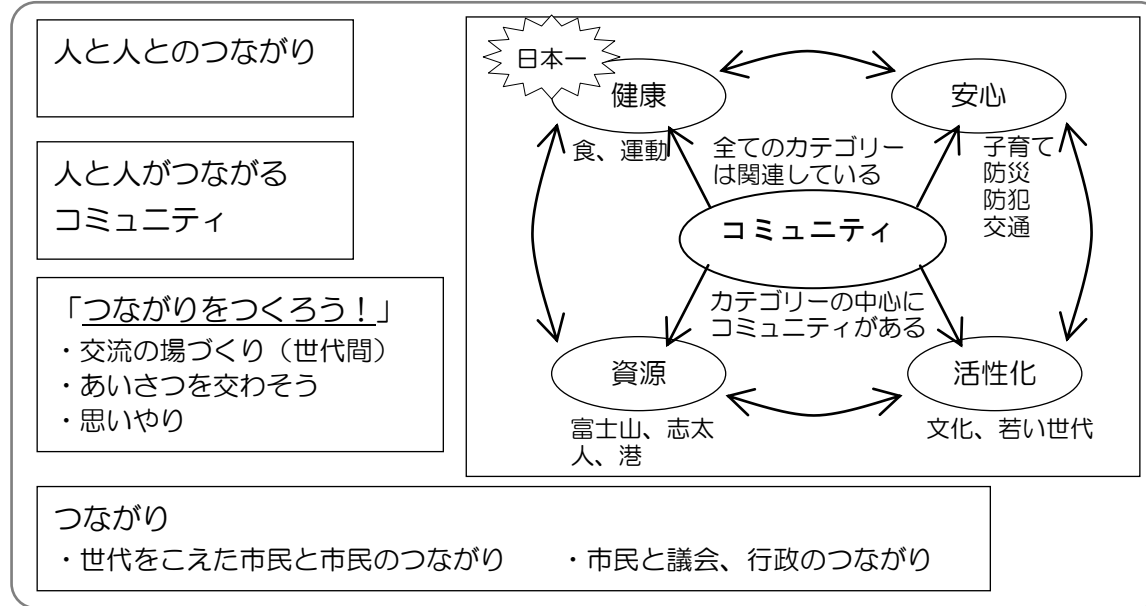 人と人とのつながり
人と人がつながる
コミュニティ
「つながりをつくろう！」
・交流の場づくり（世代間）
・あいさつを交わそう
・思いやり
日本一
健康
食、運動
安心
子育て
防災
防犯
交通
全てのカテゴリー
は関連している
コミュニティ
カテゴリーの中心に
コミュニティがある
資源
富士山、志太
人、港
活性化
文化、若い世代
つながり
・世代をこえた市民と市民のつながり　　・市民と議会、行政のつながり